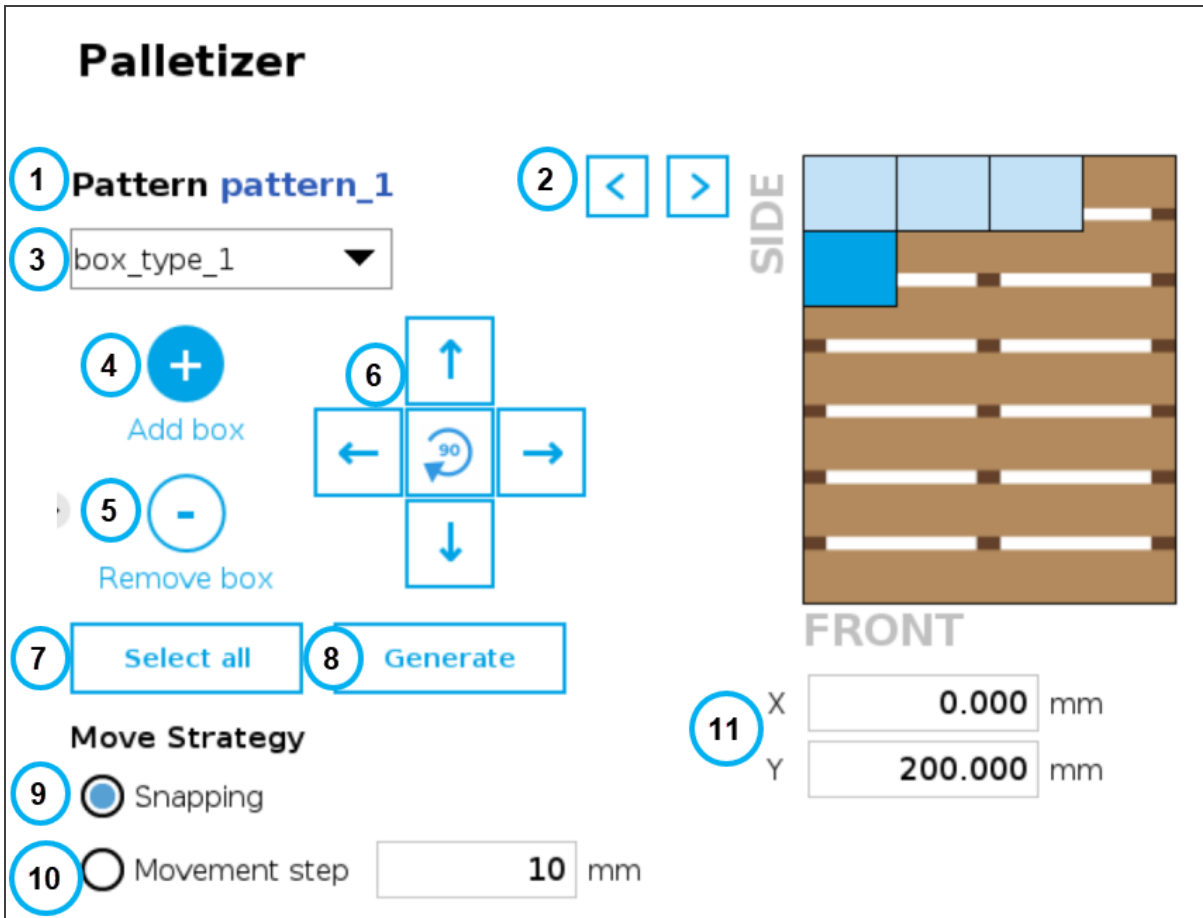 Palletizer
1 Pattern pattern_1
2 < >
SIDE
3 box_type_1
4 +
Add box
5 -
Remove box
6 ↑
← 90 →
↓
7 Select all
8 Generate
FRONT
Move Strategy
9 Snapping
10 Movement step 10 mm
11
X 0.000 mm
Y 200.000 mm